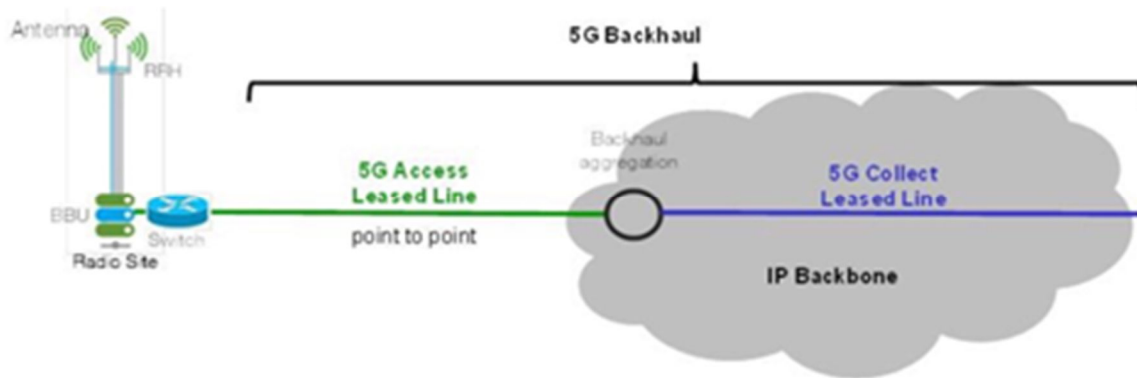 5G Backhaul
Antenna
RRH
Backhaul
aggregation
5G Access
Leased Line
5G Collect
Leased Line
BBU
Switch
point to point
Radio Site
IP Backbone